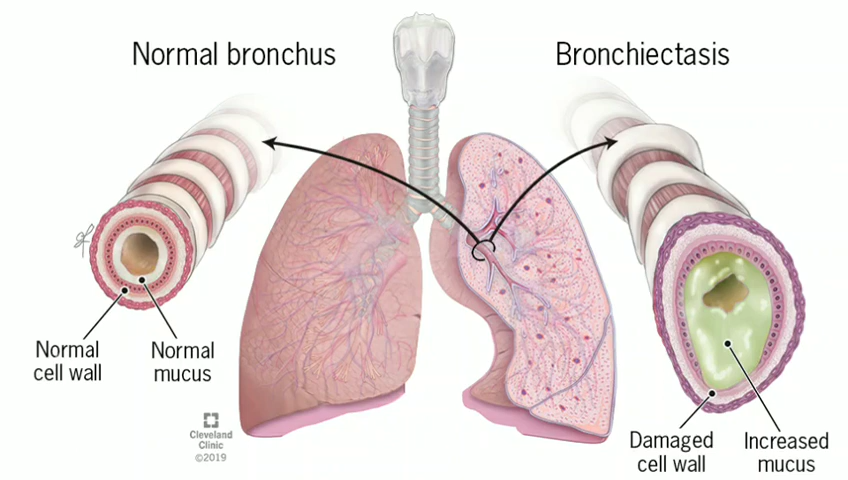 Normal bronchus
Bronchiectasis
Normal
cell wall
Normal
mucus
Cleveland
Clinic
©2019
Damaged
cell wall
Increased
mucus